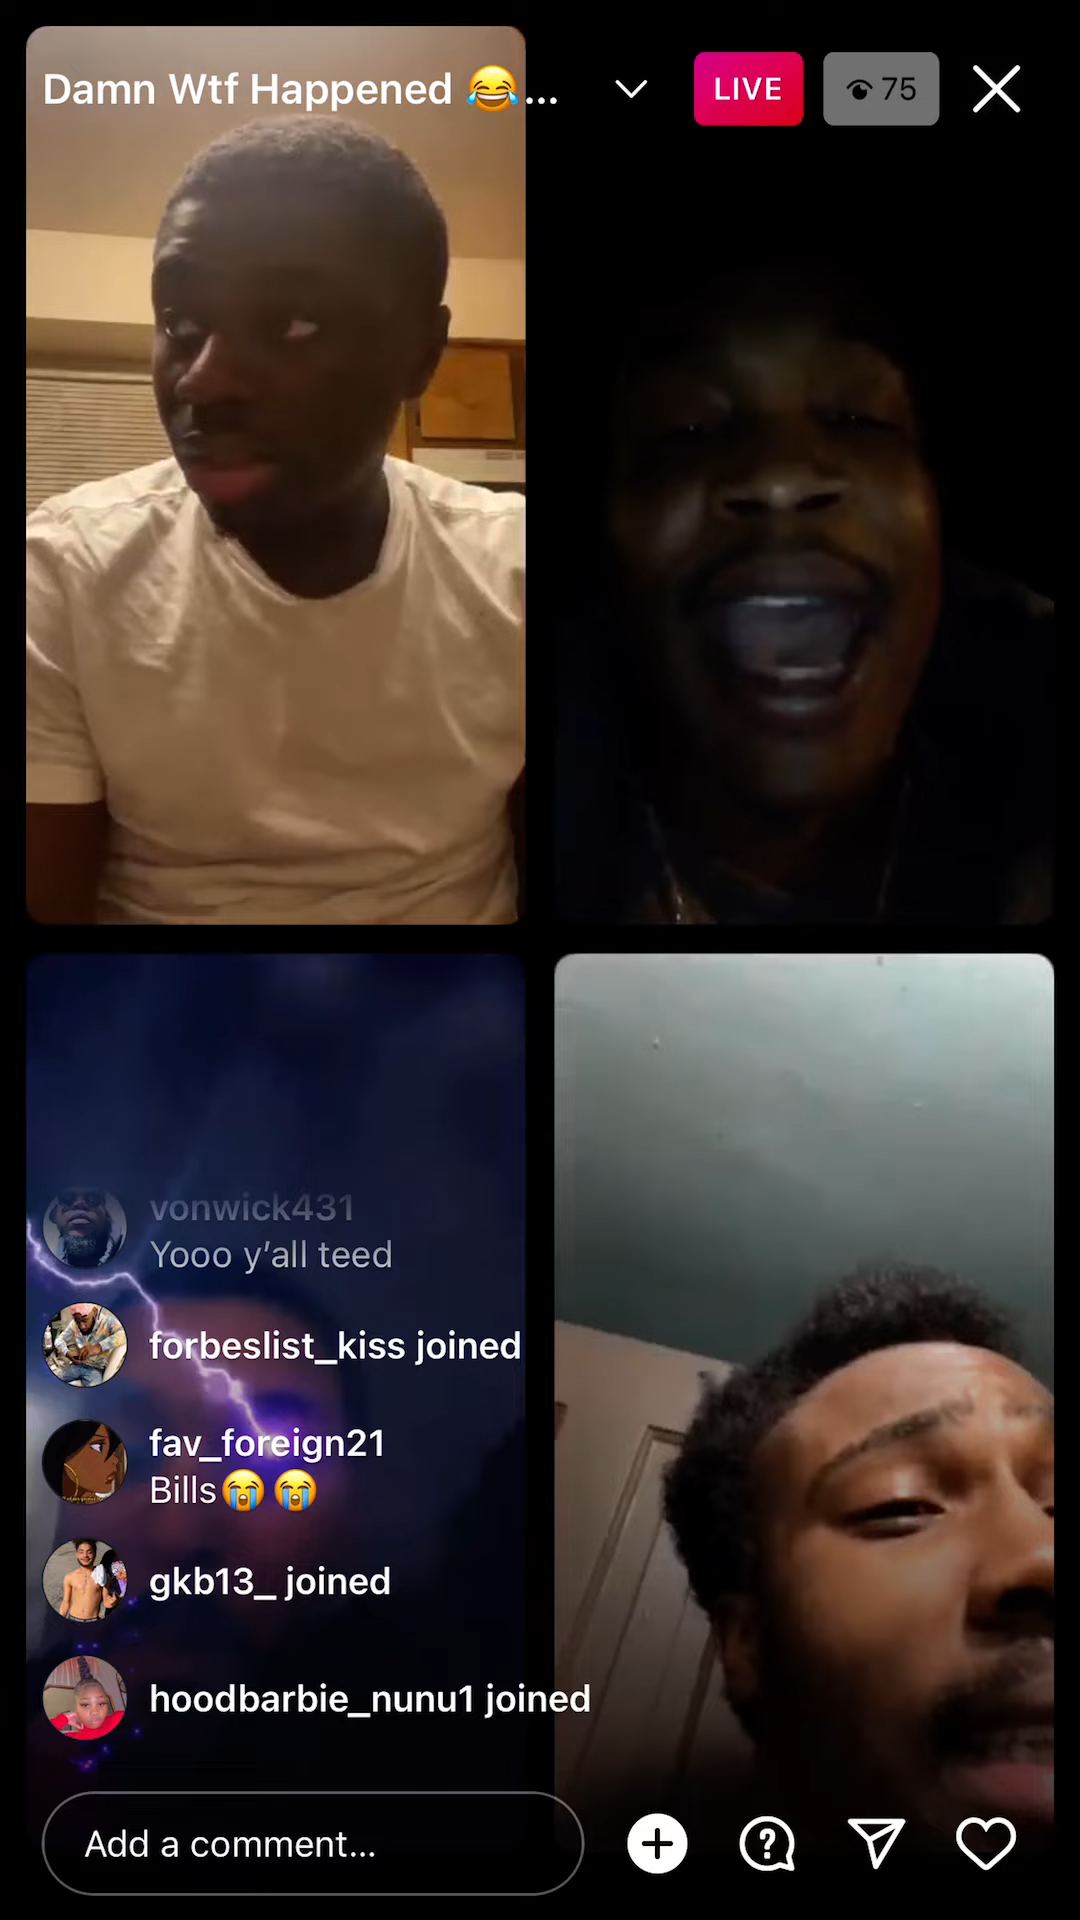 Damn Wtf Happened 😂...
LIVE
75
vonwick431
Yooo y’all teed
forbeslist_kiss joined
fav_foreign21
Bills😭😭
gkb13_ joined
hoodbarbie_nunu1 joined
Add a comment...